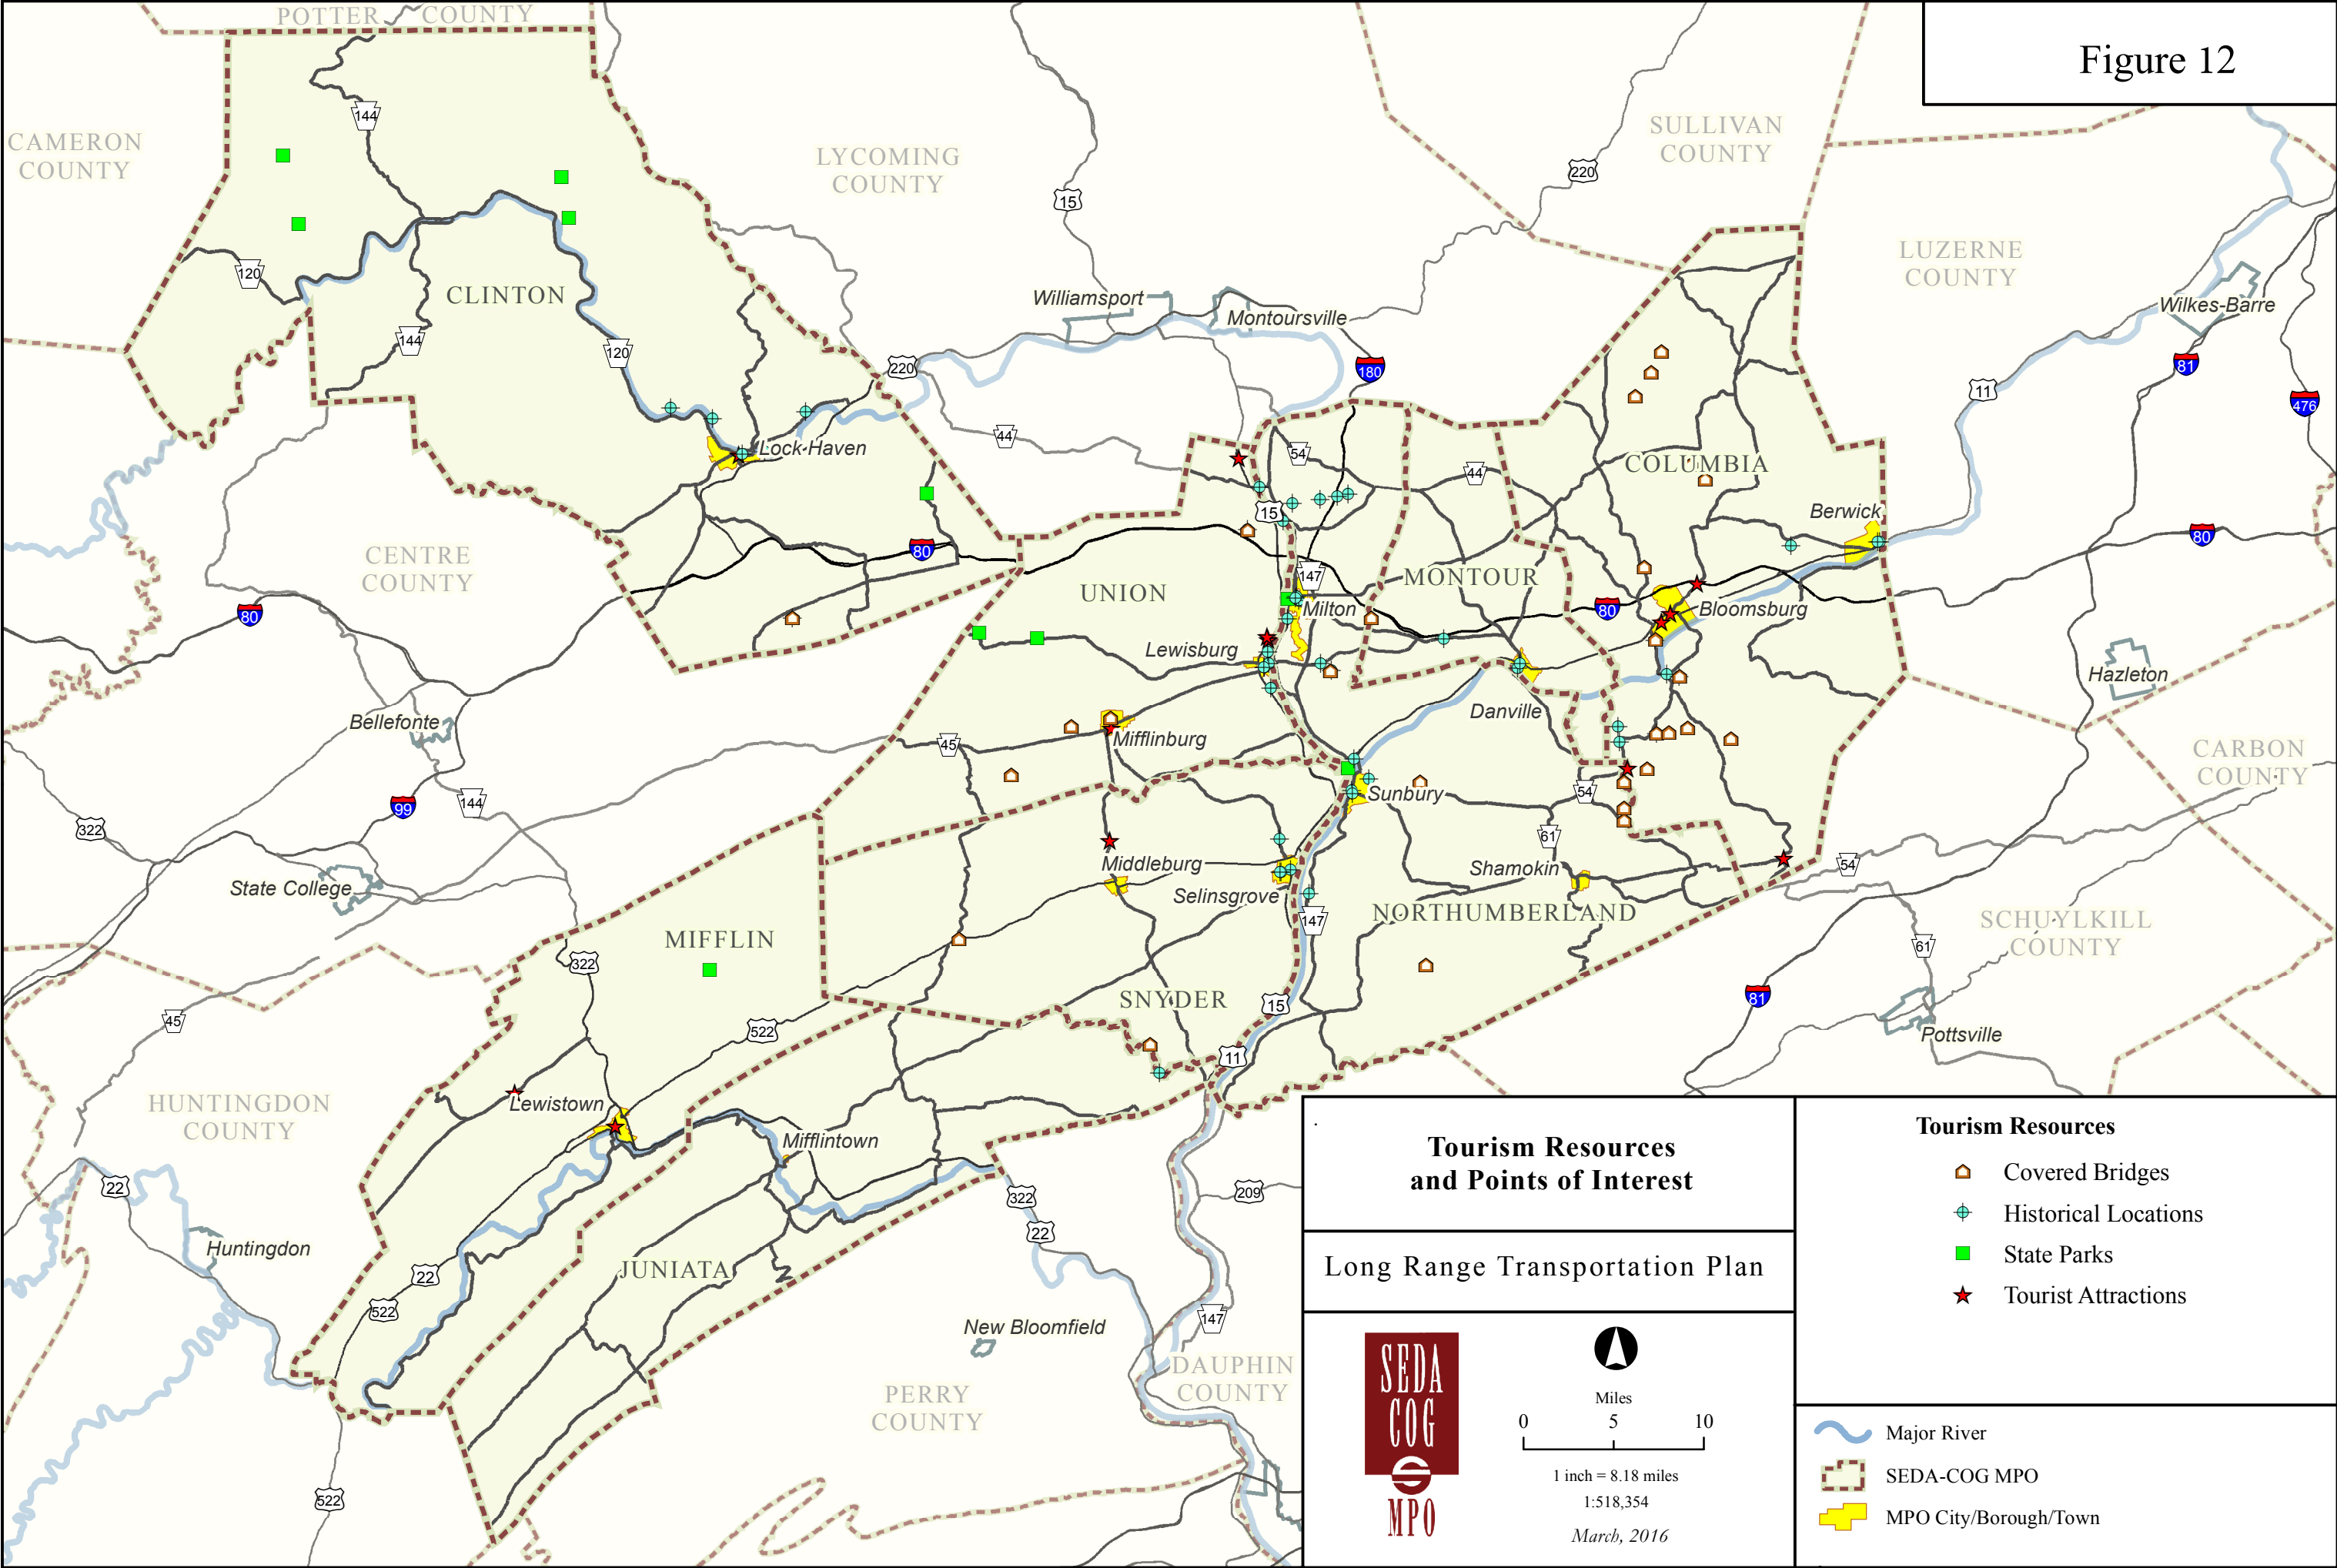 POTTER COUNTY
Figure 12
CAMERON
COUNTY
144
LYCOMING
COUNTY
SULLIVAN
COUNTY
220
15
LUZERNE
COUNTY
120
CLINTON
Williamsport
Montoursville
Wilkes-Barre
144
120
220
180
81
11
476
44
Lock Haven
54
44
COLUMBIA
15
Berwick
80
80
CENTRE
COUNTY
UNION
147
MONTOUR
80
Milton
80
Bloomsburg
Lewisburg
Hazleton
Bellefonte
Danville
45
Mifflinburg
CARBON
COUNTY
99
144
Sunbury
54
322
61
Middleburg
Shamokin
54
State College
Selinsgrove
147
NORTHUMBERLAND
SCHUYLKILL
COUNTY
61
MIFFLIN
322
SNYDER
15
81
45
522
Pottsville
11
HUNTINGDON
COUNTY
Lewistown
Mifflintown
22
322
209
22
Huntingdon
JUNIATA
22
522
147
New Bloomfield
DAUPHIN
COUNTY
PERRY
COUNTY
522
Tourism Resources
and Points of Interest
Long Range Transportation Plan
SEDA
COG
MPO
Miles
0 5 10
1 inch = 8.18 miles
1:518,354
March, 2016
Tourism Resources
Covered Bridges
Historical Locations
State Parks
Tourist Attractions
Major River
SEDA-COG MPO
MPO City/Borough/Town